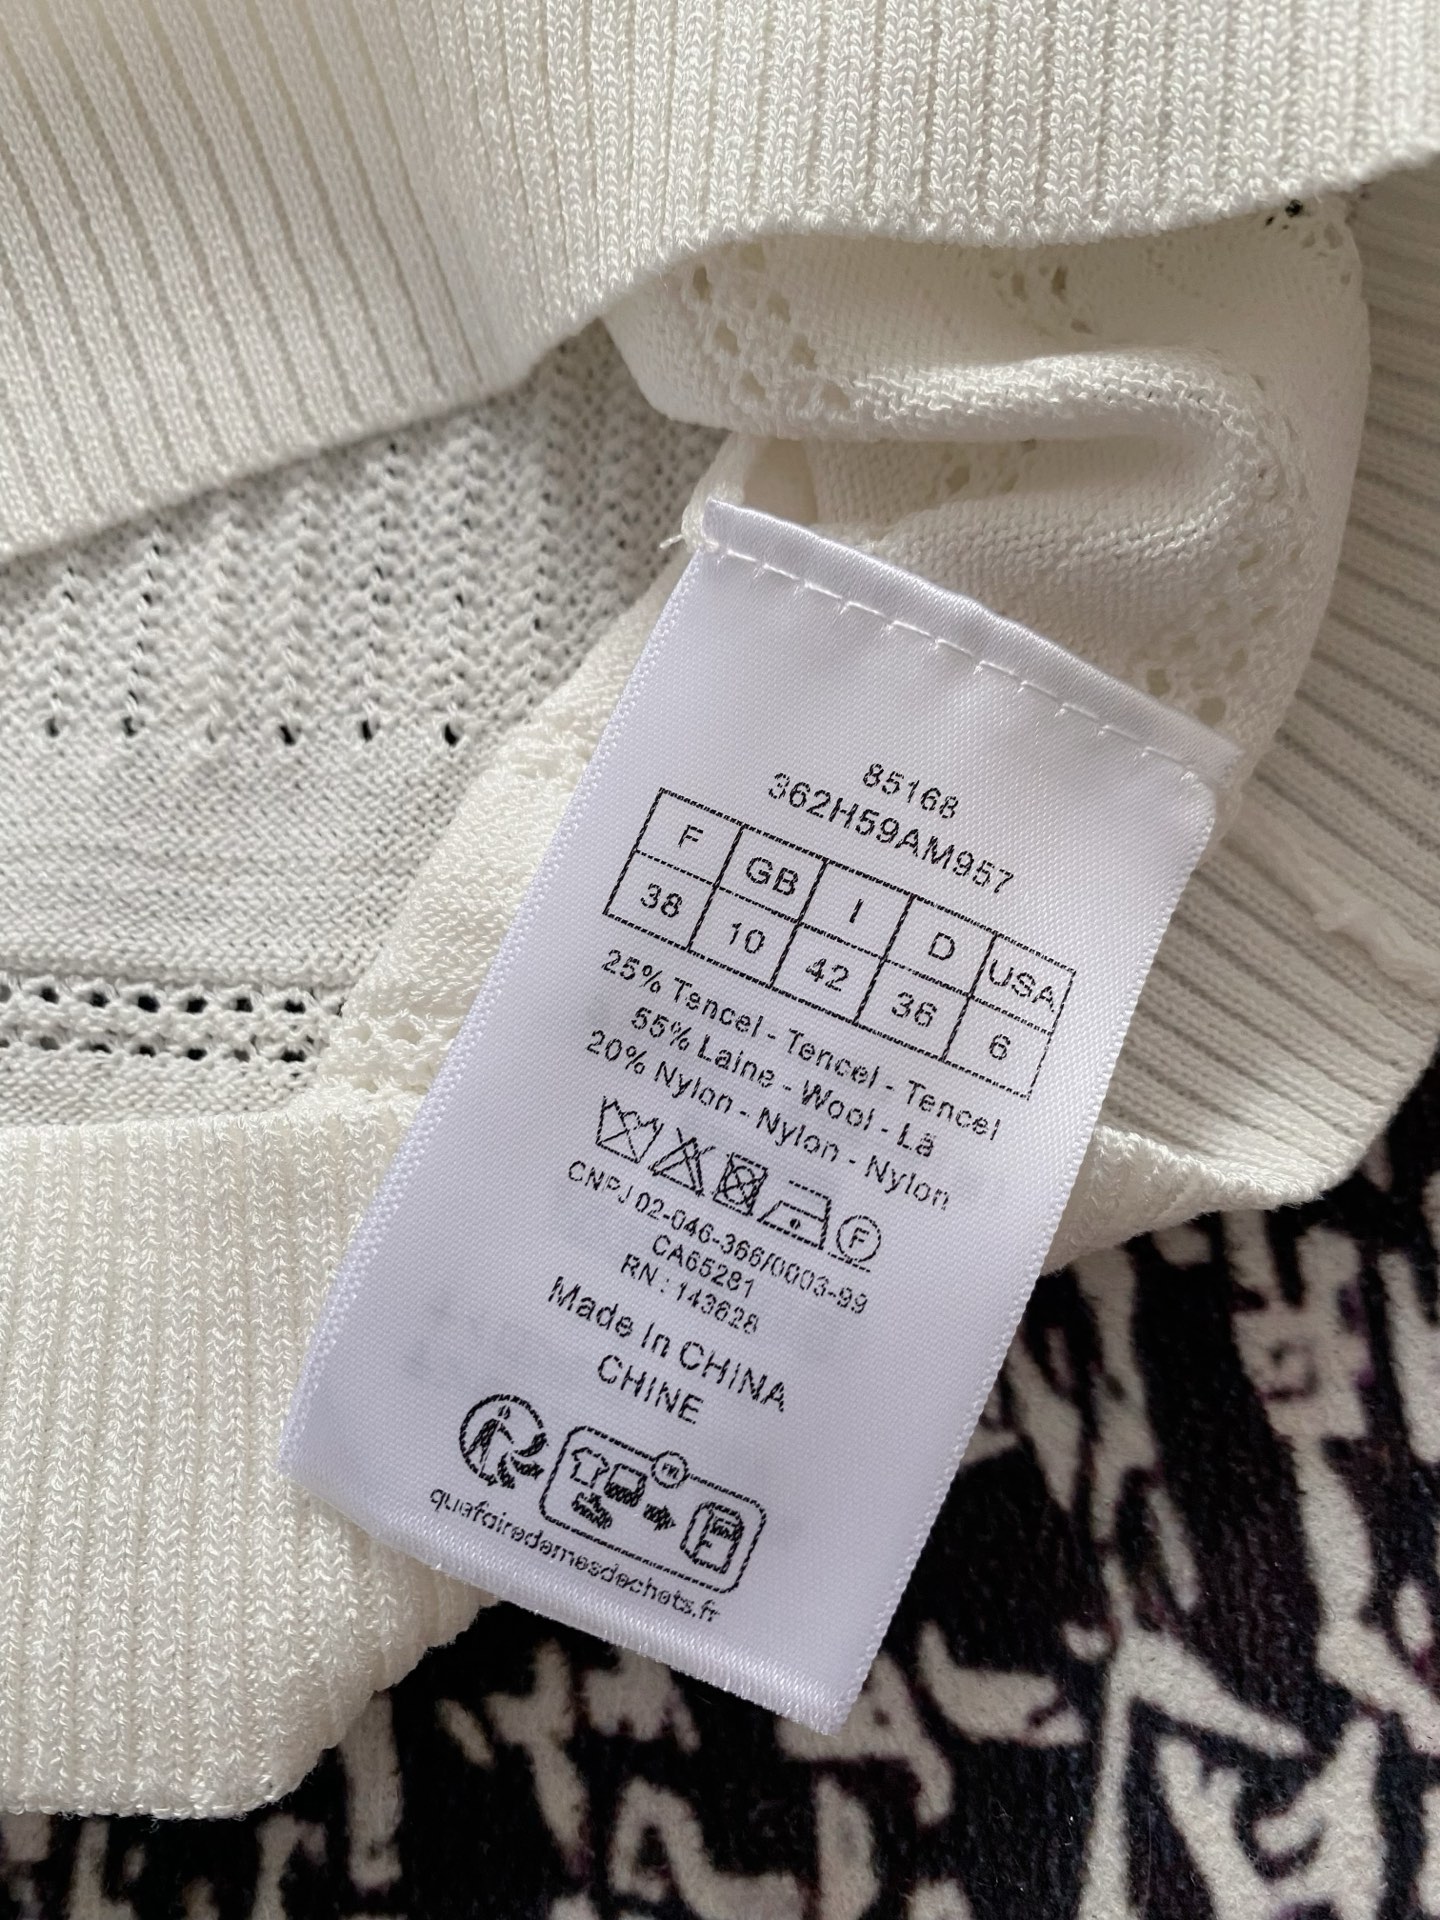 85168
362H59AM957
F GB I D USA
38 10 42 36 6
25% Tencel - Tencel - Tencel
55% Laine - Wool - Lã
20% Nylon - Nylon - Nylon
F
CNPJ 02-046-366/0003-99
CA65281
RN : 143628
Made In CHINA
CHINE
quefairedemesdechets.fr